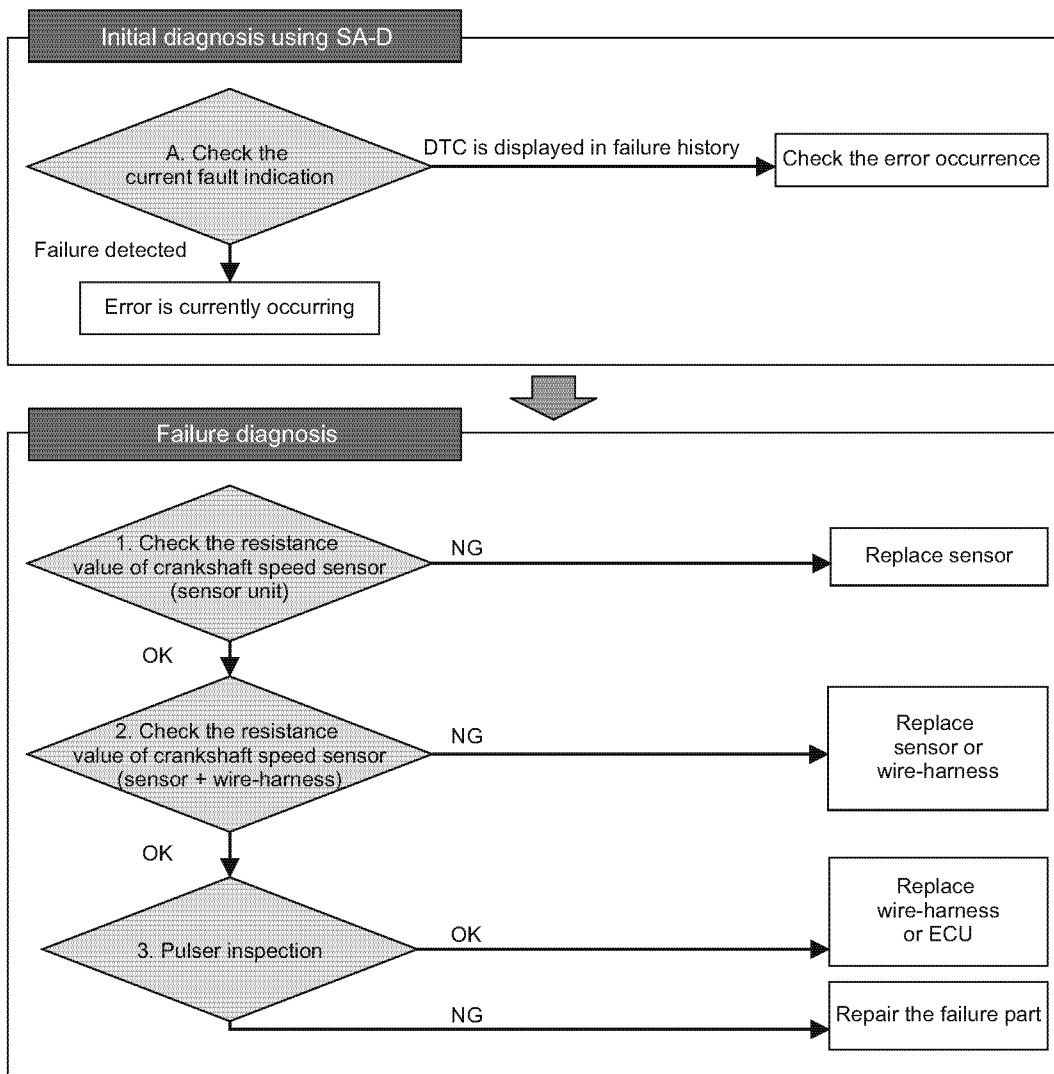 Initial diagnosis using SA-D
A. Check the
current fault indication
DTC is displayed in failure history
Check the error occurrence
Failure detected
Error is currently occurring
Failure diagnosis
1. Check the resistance
value of crankshaft speed sensor
(sensor unit)
NG
Replace sensor
OK
2. Check the resistance
value of crankshaft speed sensor
(sensor + wire-harness)
NG
Replace
sensor or
wire-harness
OK
3. Pulser inspection
OK
Replace
wire-harness
or ECU
NG
Repair the failure part